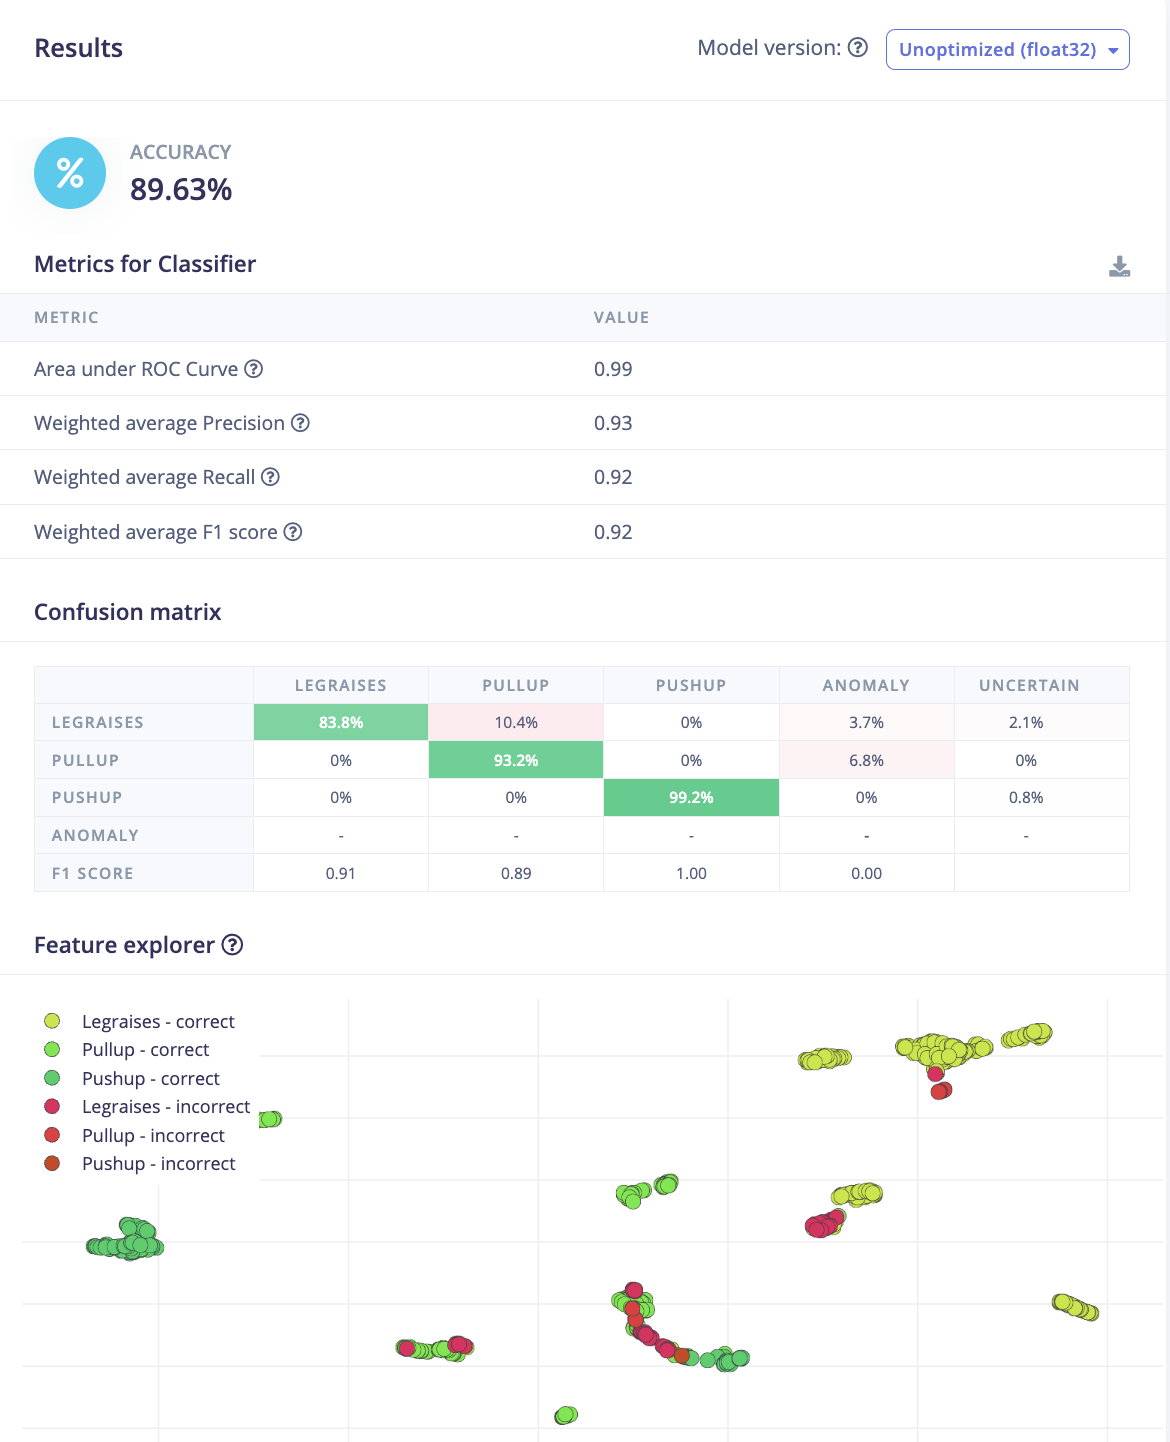 Results
Model version: Unoptimized (float32)
%
ACCURACY
89.63%
Metrics for Classifier
METRIC VALUE
Area under ROC Curve ? 0.99
Weighted average Precision ? 0.93
Weighted average Recall ? 0.92
Weighted average F1 score ? 0.92
Confusion matrix
LEGRAISES PULLUP PUSHUP ANOMALY UNCERTAIN
LEGRAISES 83.8% 10.4% 0% 3.7% 2.1%
PULLUP 0% 93.2% 0% 6.8% 0%
PUSHUP 0% 0% 99.2% 0% 0.8%
ANOMALY - - - - -
F1 SCORE 0.91 0.89 1.00 0.00
Feature explorer ?
Legraises - correct
Pullup - correct
Pushup - correct
Legraises - incorrect
Pullup - incorrect
Pushup - incorrect